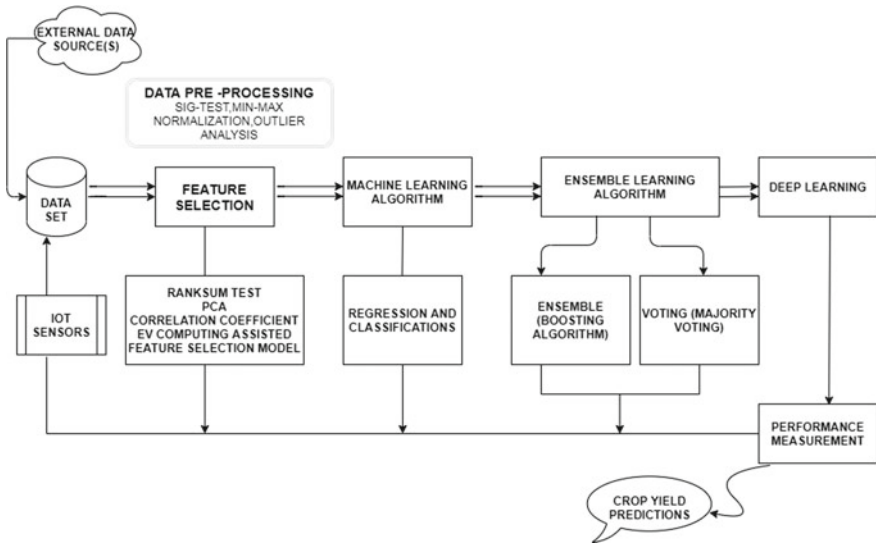 EXTERNAL DATA
SOURCE(S)
DATA PRE -PROCESSING
SIG-TEST,MIN-MAX
NORMALIZATION,OUTLIER
ANALYSIS
DATA
SET
FEATURE
SELECTION
MACHINE LEARNING
ALGORITHM
ENSEMBLE LEARNING
ALGORITHM
DEEP LEARNING
IOT
SENSORS
RANKSUM TEST
PCA
CORRELATION COEFFICIENT
EV COMPUTING ASSISTED
FEATURE SELECTION MODEL
REGRESSION AND
CLASSIFICATIONS
ENSEMBLE
(BOOSTING
ALGORITHM)
VOTING (MAJORITY
VOTING)
PERFORMANCE
MEASUREMENT
CROP YIELD
PREDICTIONS